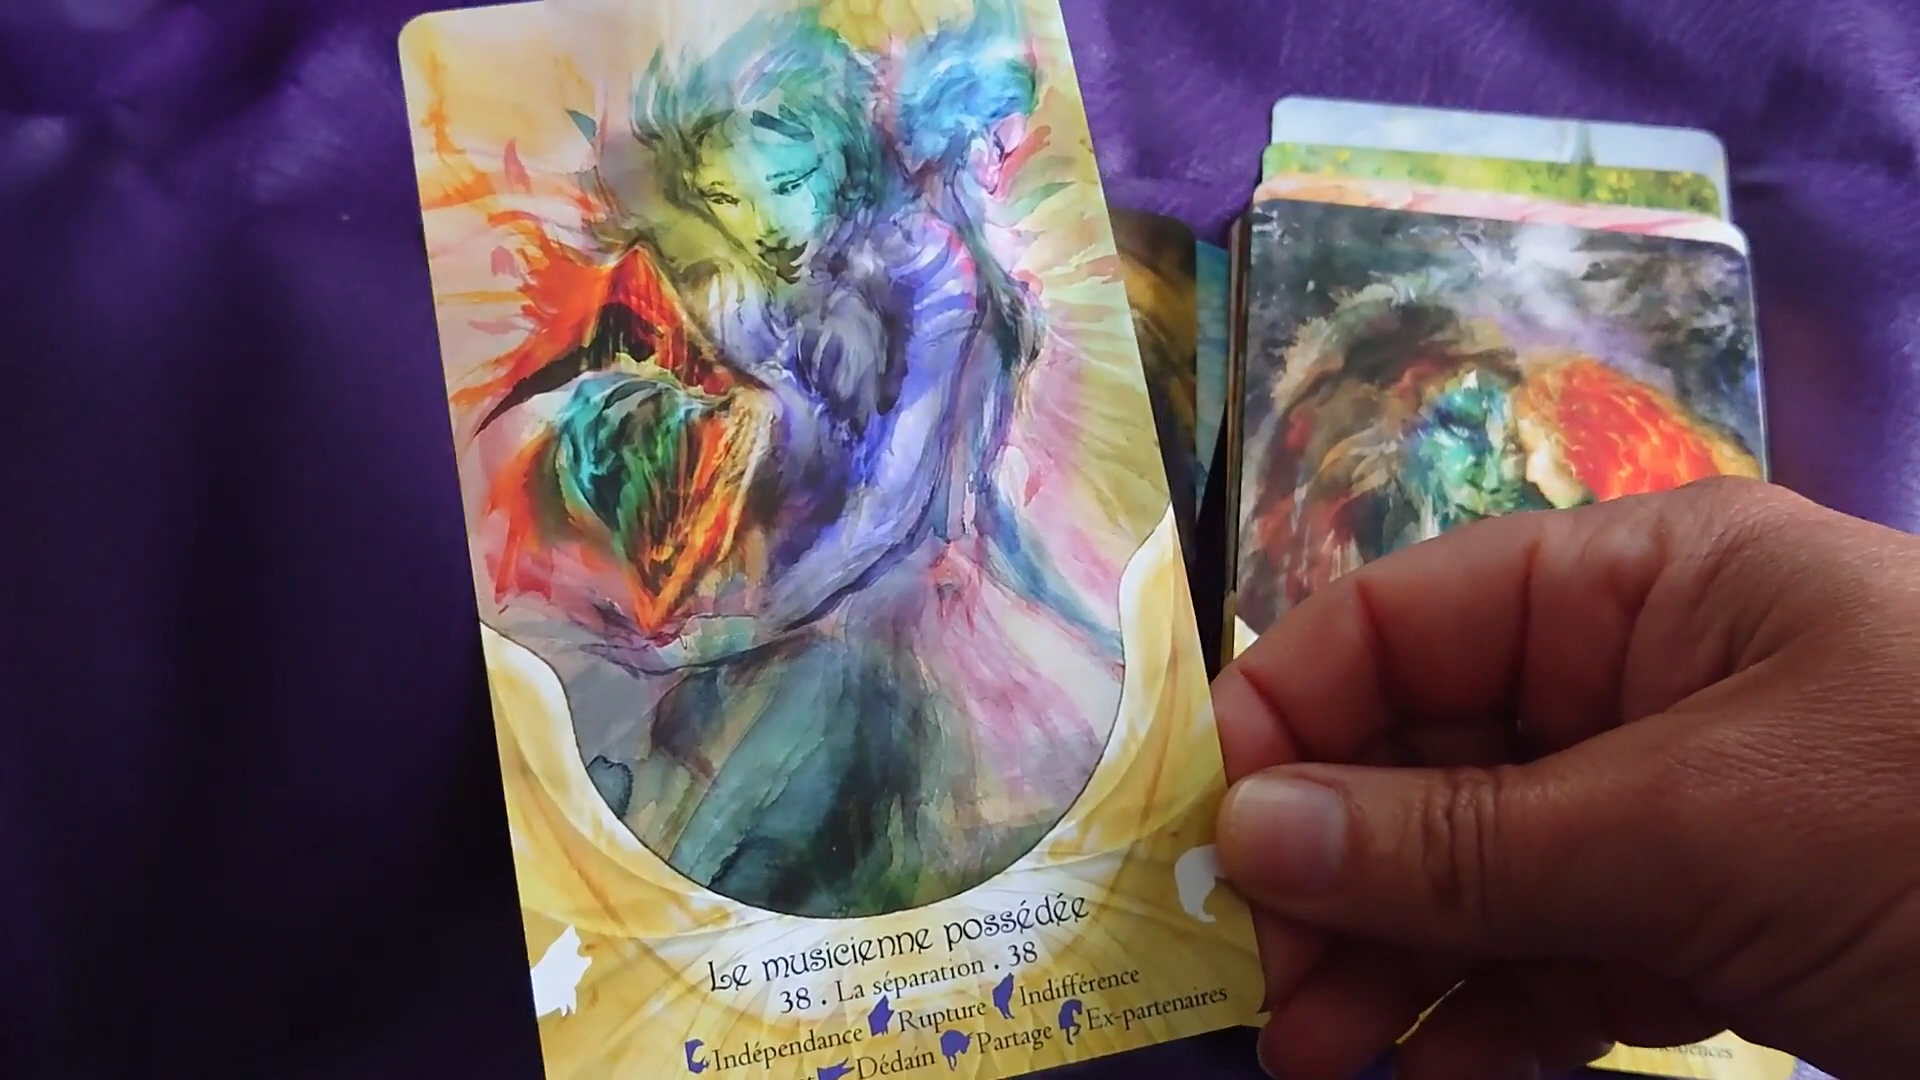 Le musicienne possédée
38 . La séparation . 38
Indépendance Rupture Indifférence
Dédain Partage Ex-partenaires